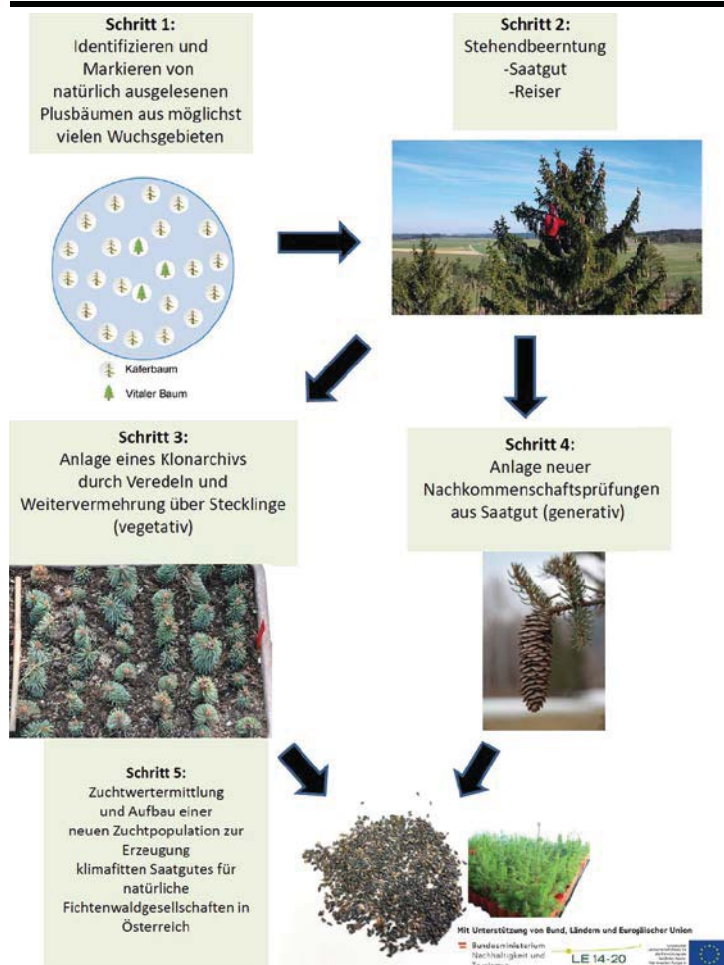 Schritt 1:
Identifizieren und
Markieren von
natürlich ausgelesenen
Plusbäumen aus möglichst
vielen Wuchsgebieten
Schritt 2:
Stehendbeerntung
-Saatgut
-Reiser
Käferbaum
Vitaler Baum
Schritt 3:
Anlage eines Klonarchivs
durch Veredeln und
Weitervermehrung über Stecklinge
(vegetativ)
Schritt 4:
Anlage neuer
Nachkommenschaftsprüfungen
aus Saatgut (generativ)
Schritt 5:
Zuchtwertermittlung
und Aufbau einer
neuen Zuchtpopulation zur
Erzeugung
klimafitten Saatgutes für
natürliche
Fichtenwaldgesellschaften in
Österreich
Mit Unterstützung von Bund, Ländern und Europäischer Union
Bundesministerium
Nachhaltigkeit und
LE 14-20